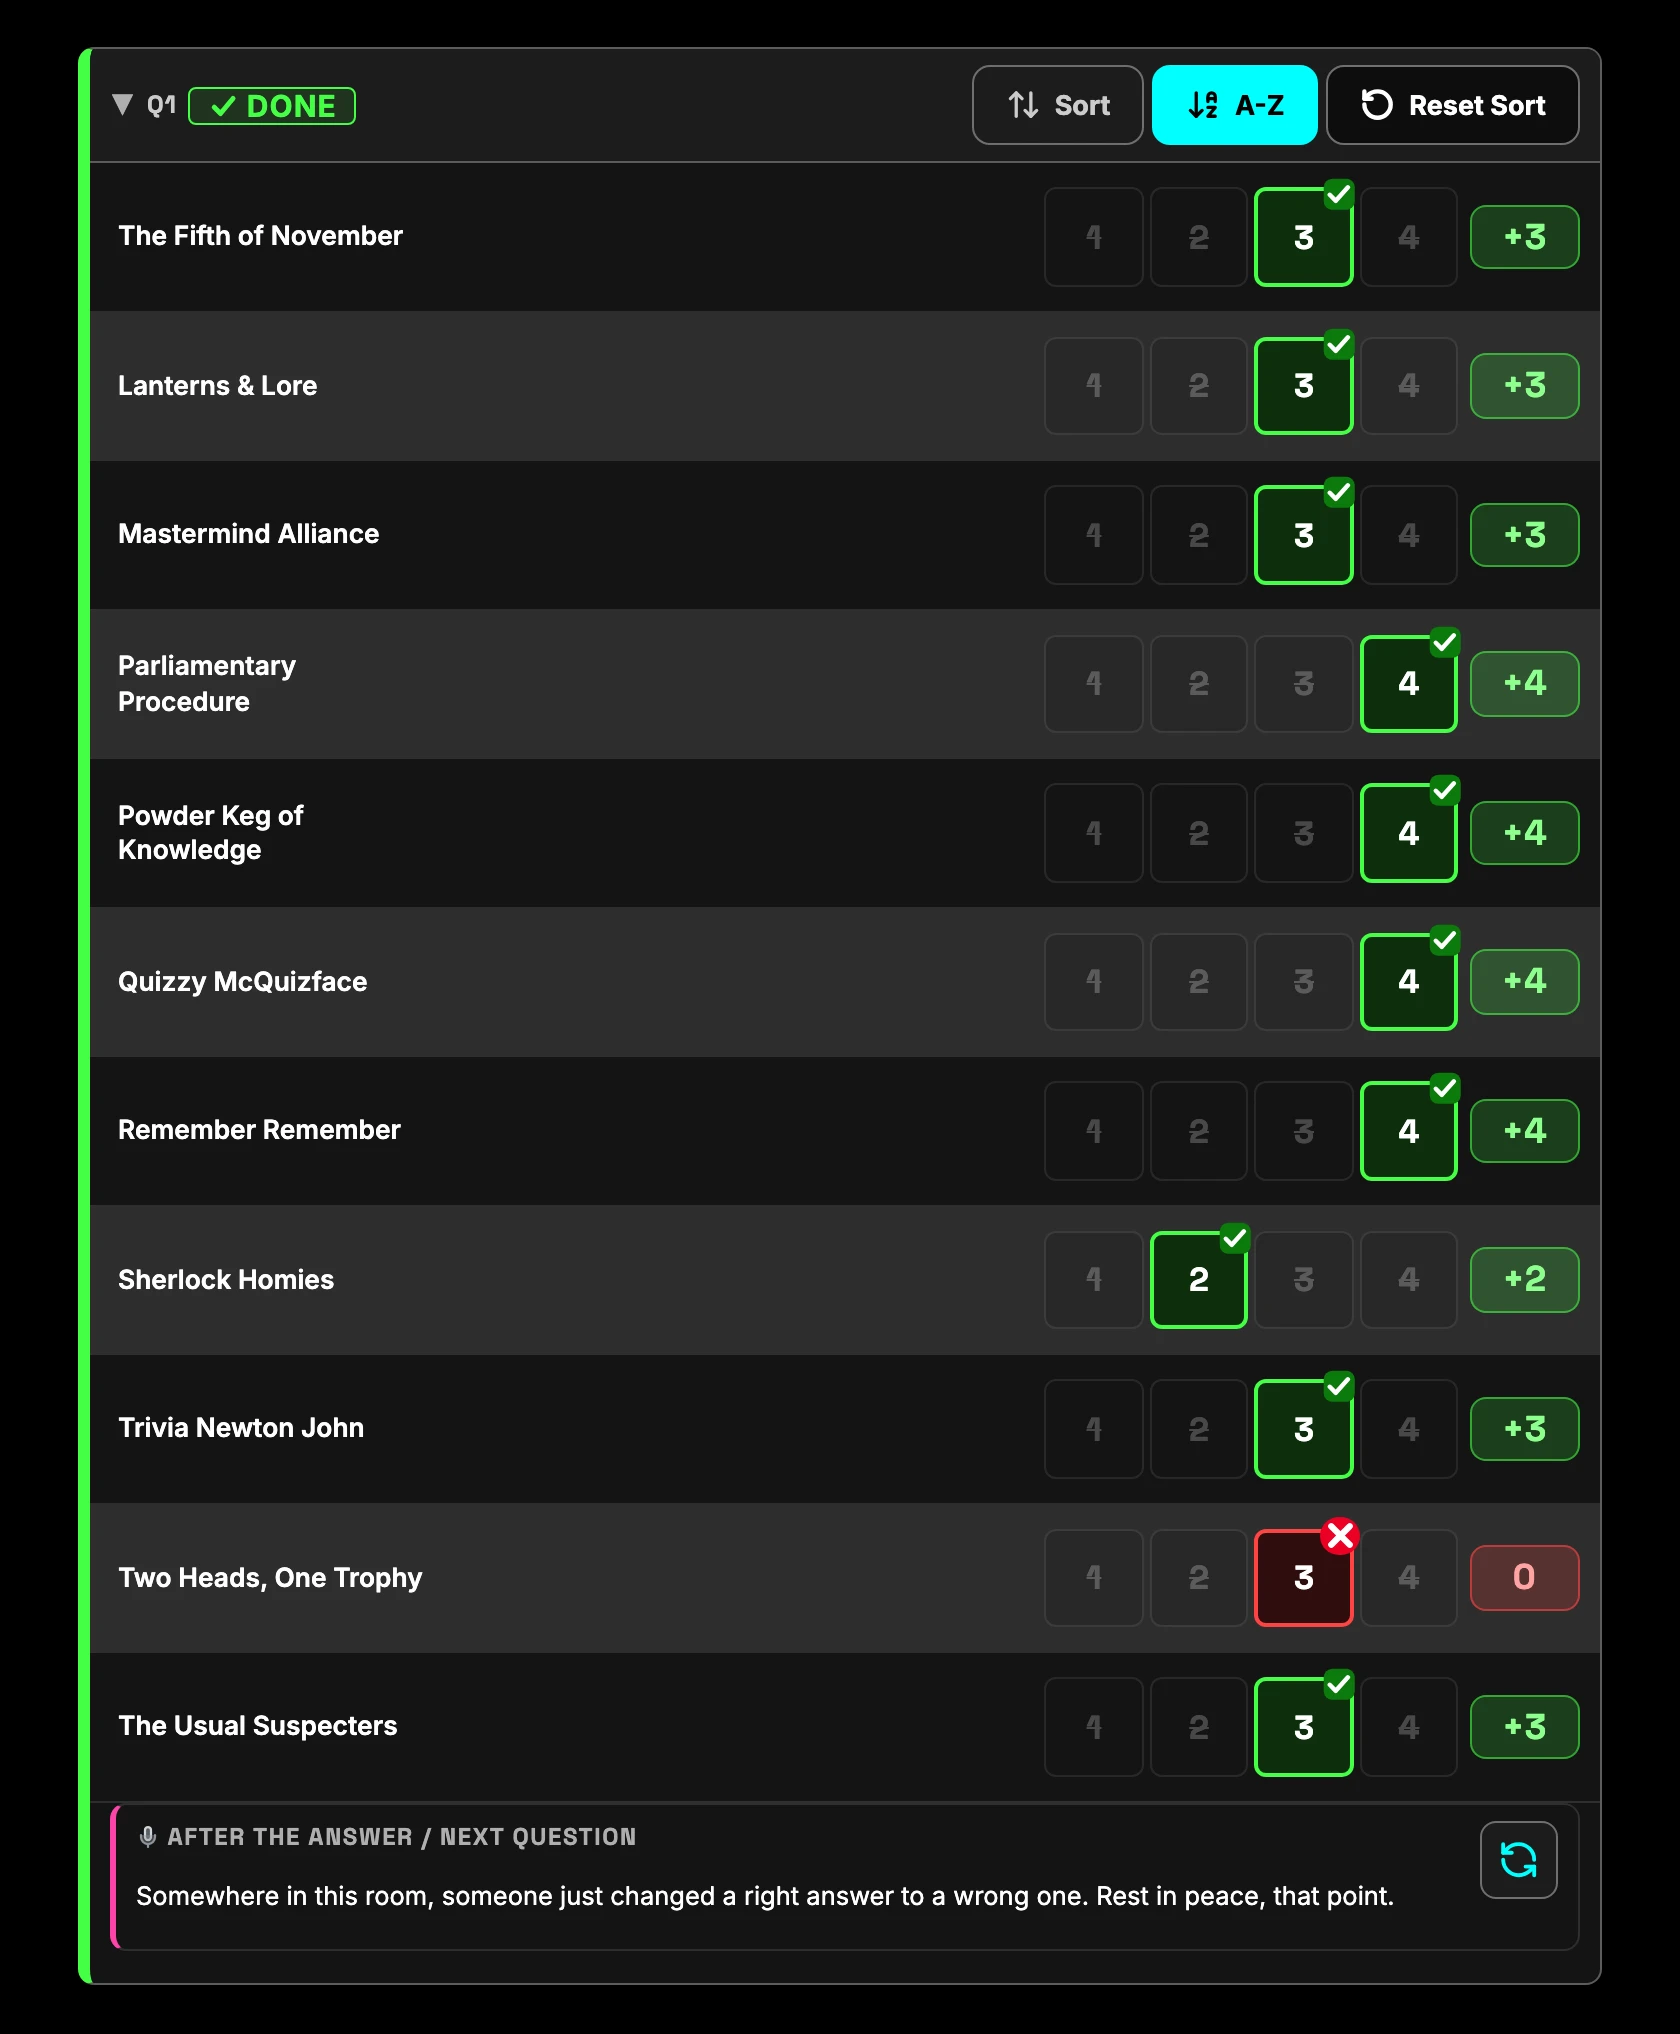 ▼ Q1 ✓ DONE Sort A-Z Reset Sort
The Fifth of November 1 2 3 4 +3
Lanterns & Lore 1 2 3 4 +3
Mastermind Alliance 1 2 3 4 +3
Parliamentary
Procedure 1 2 3 4 +4
Powder Keg of
Knowledge 1 2 3 4 +4
Quizzy McQuizface 1 2 3 4 +4
Remember Remember 1 2 3 4 +4
Sherlock Homies 1 2 3 4 +2
Trivia Newton John 1 2 3 4 +3
Two Heads, One Trophy 1 2 3 4 0
The Usual Suspecters 1 2 3 4 +3
AFTER THE ANSWER / NEXT QUESTION
Somewhere in this room, someone just changed a right answer to a wrong one. Rest in peace, that point.